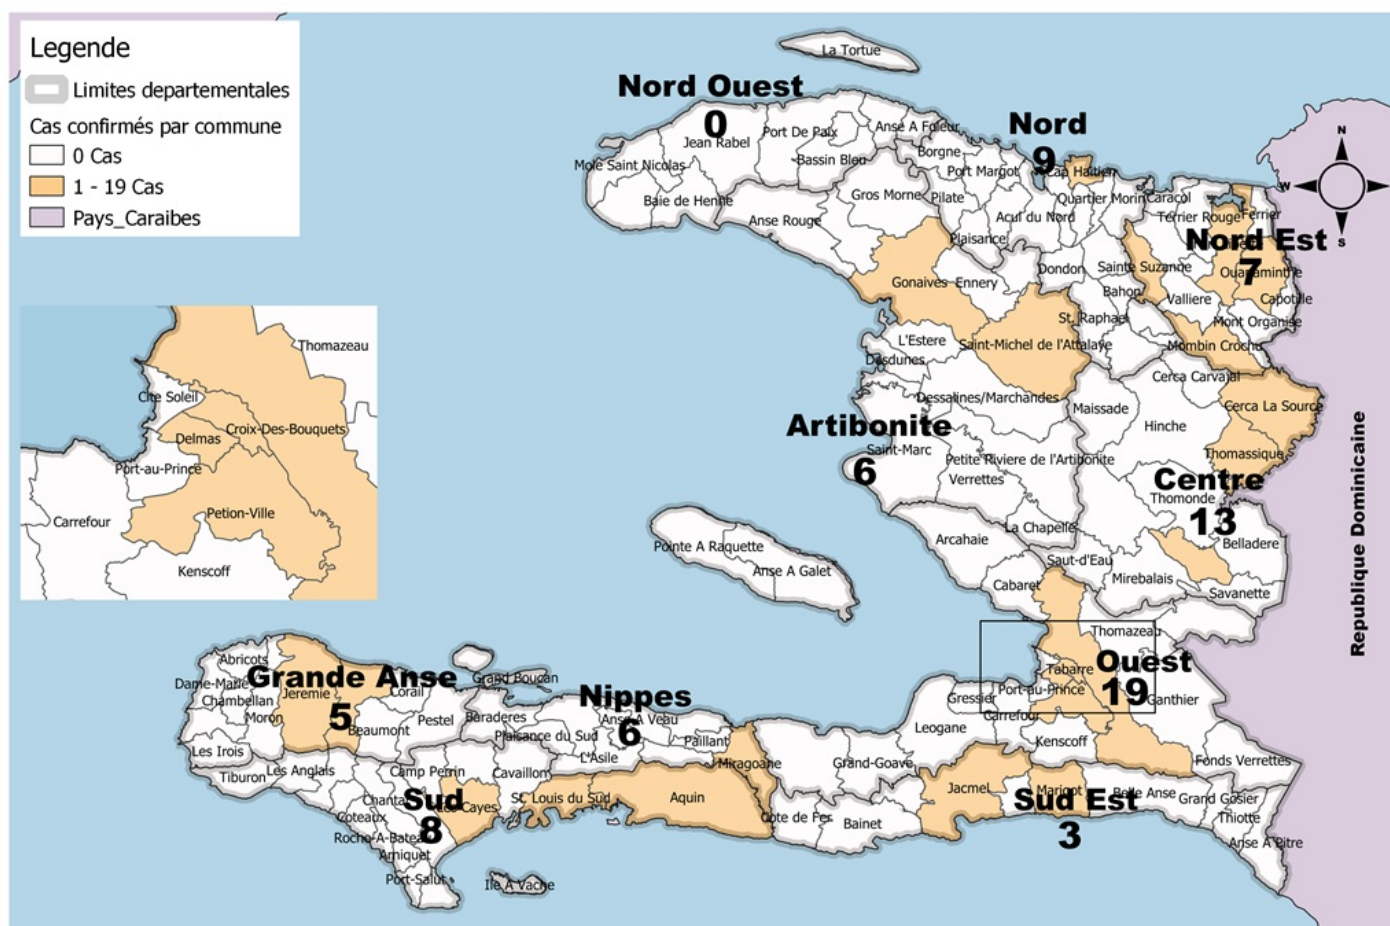 Legende
Limites departementales
Cas confirmés par commune
0 Cas
1 - 19 Cas
Pays_Caraibes
La Tortue
Nord Ouest
0
Jean Rabel
Port De Paix
Anse A Foleur
Bassin Bleu
Mole Saint Nicolas
Baie de Henne
Anse Rouge
Gros Morne
Nord
9
Borgne
Port Margot
Cap Haitien
Pilate
Quartier Morin
Caracol
Acul du Nord
Plaisance
Terrier Rouge
Ferrier
N
W
S
Nord Est
7
Ouanaminthe
Sainte Suzanne
Dondon
Bahon
Valliere
Capotille
Mont Organise
Mombin Crochu
Gonaives
Ennery
St. Raphael
L'Estere
Saint-Michel de l'Attalaye
Desdunes
Cerca Carvajal
Dessalines/Marchandes
Maissade
Cerca La Source
Artibonite
6
Hinche
Saint-Marc
Petite Riviere de l'Artibonite
Thomassique
Verrettes
Centre
13
Thomonde
La Chapelle
Belladere
Arcahaie
Saut-d'Eau
Mirebalais
Savanette
Cabaret
Pointe A Raquette
Anse A Galet
Republique Dominicaine
Thomazeau
Cite Soleil
Croix-Des-Bouquets
Delmas
Port-au-Prince
Carrefour
Petion-Ville
Kenscoff
Thomazeau
Ouest
19
Tabarre
Port-au-Prince
Gressier
Ganthier
Carrefour
Leogane
Kenscoff
Fonds Verrettes
Grand-Goave
Abricots
Grande Anse
5
Dame-Marie
Jeremie
Corail
Chambellan
Moron
Beaumont
Pestel
Les Irois
Grand Boucan
Nippes
6
Baraderes
Anse A Veau
Plaisance du Sud
Paillant
L'Asile
Miragoane
Tiburon
Les Anglais
Camp Perrin
Cavaillon
Sud
8
St. Louis du Sud
Aquin
Coteaux
Arniquet
Port-Salut
Ile A Vache
Cote de Fer
Bainet
Jacmel
Marigot
Sud Est
3
Belle Anse
Grand Gosier
Thiotte
Anse A Pitre